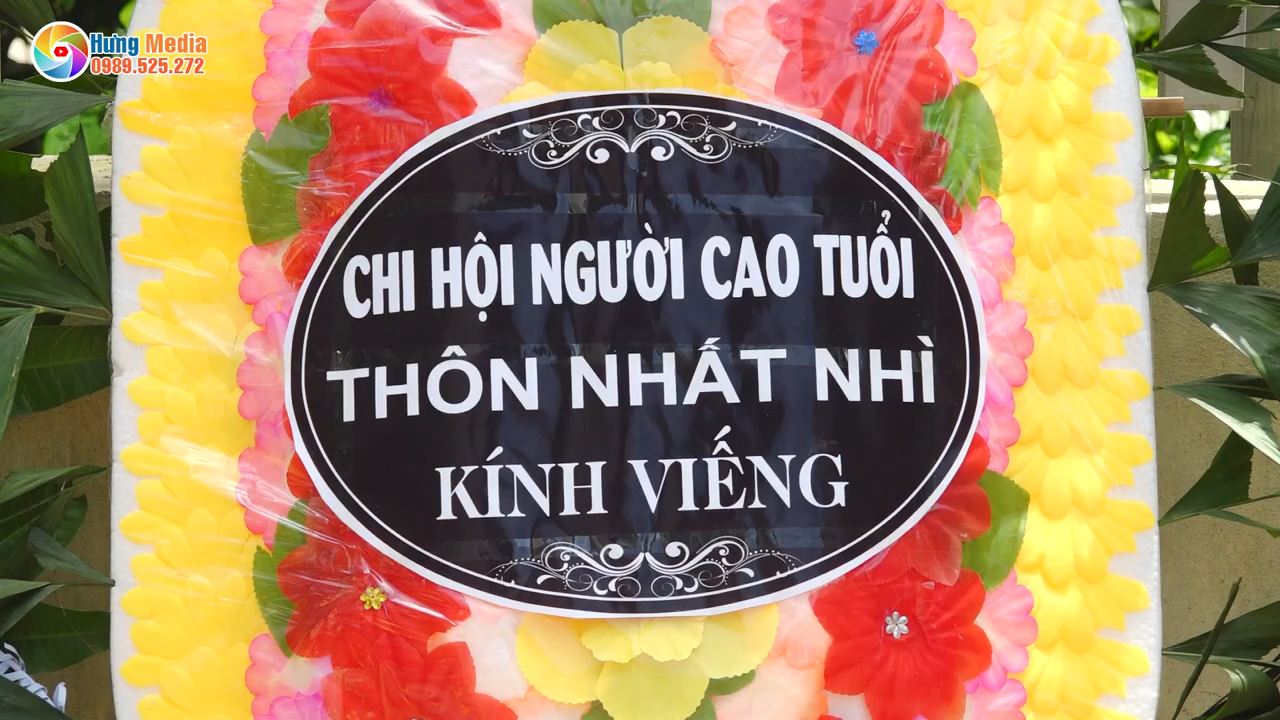 Hưng Media
0989.525.272
CHI HỘI NGƯỜI CAO TUỔI
THÔN NHẤT NHÌ
KÍNH VIẾNG